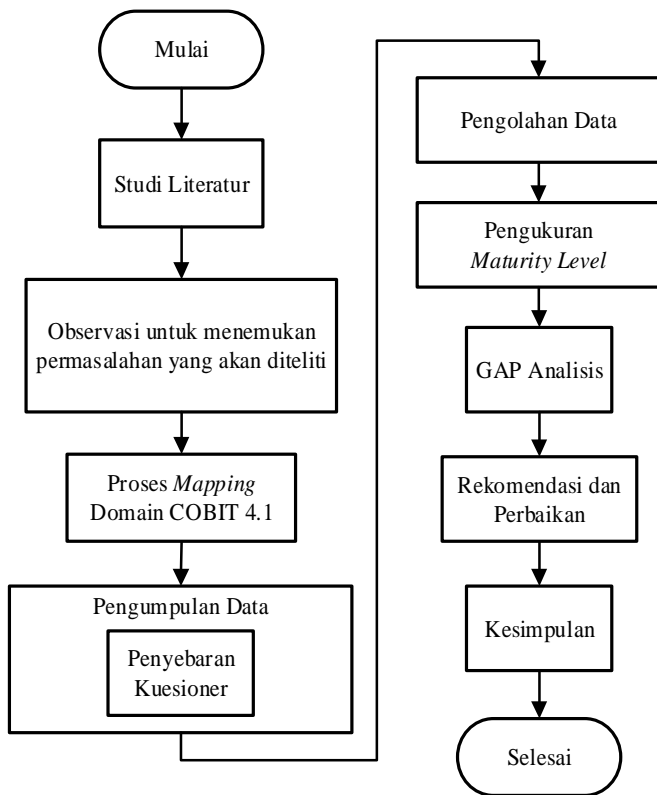 Mulai
Studi Literatur
Observasi untuk menemukan
permasalahan yang akan diteliti
Proses Mapping
Domain COBIT 4.1
Pengumpulan Data
Penyebaran
Kuesioner
Pengolahan Data
Pengukuran
Maturity Level
GAP Analisis
Rekomendasi dan
Perbaikan
Kesimpulan
Selesai